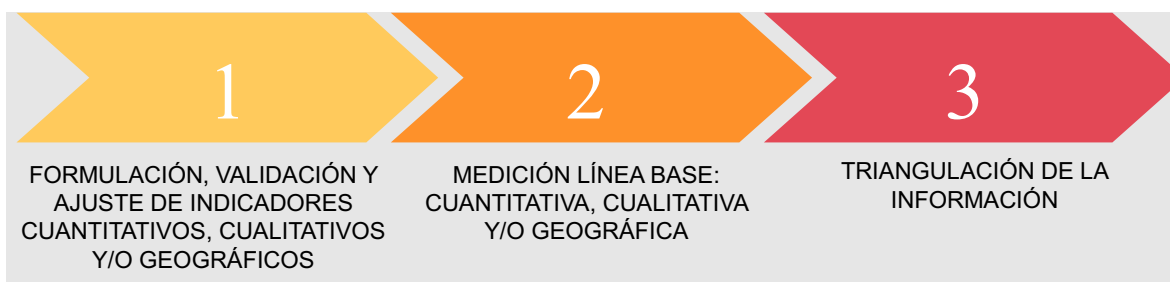 1
FORMULACIÓN, VALIDACIÓN Y
AJUSTE DE INDICADORES
CUANTITATIVOS, CUALITATIVOS
Y/O GEOGRÁFICOS
2
MEDICIÓN LÍNEA BASE:
CUANTITATIVA, CUALITATIVA
Y/O GEOGRÁFICA
3
TRIANGULACIÓN DE LA
INFORMACIÓN